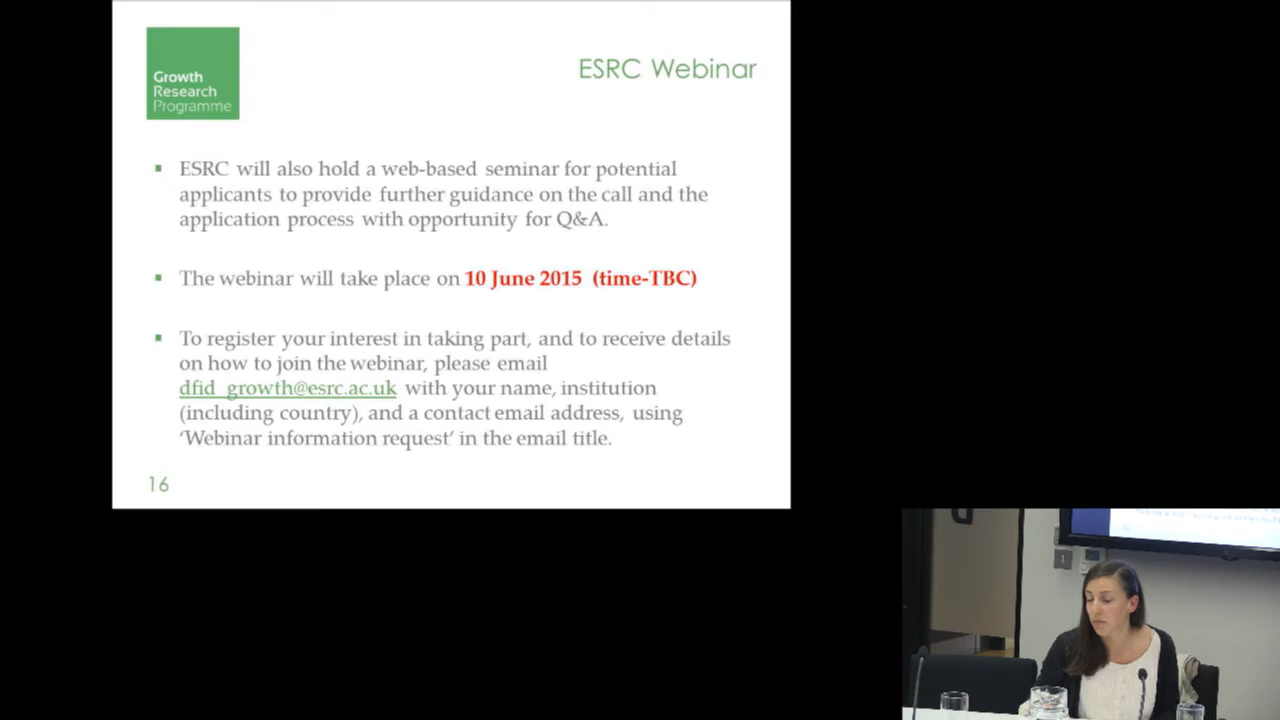 Growth
Research
Programme
ESRC Webinar
▪ ESRC will also hold a web-based seminar for potential
applicants to provide further guidance on the call and the
application process with opportunity for Q&A.
▪ The webinar will take place on 10 June 2015 (time-TBC)
▪ To register your interest in taking part, and to receive details
on how to join the webinar, please email
dfid_growth@esrc.ac.uk with your name, institution
(including country), and a contact email address, using
‘Webinar information request’ in the email title.
16